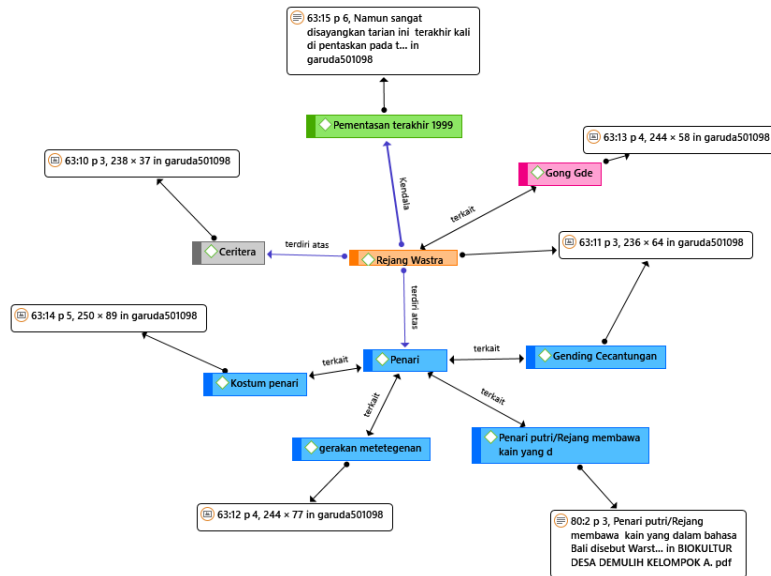 63:15 p 6, Namun sangat
disayangkan tarian ini terakhir kali
di pentaskan pada t... in
garuda501098
Pementasan terakhir 1999
63:13 p 4, 244 × 58 in garuda501098
63:10 p 3, 238 × 37 in garuda501098
Gong Gde
Kendala
terkait
63:11 p 3, 236 × 64 in garuda501098
Ceritera
terdiri atas
Rejang Wastra
terdiri atas
63:14 p 5, 250 × 89 in garuda501098
Penari
terkait
Gending Cecantungan
terkait
Kostum penari
terkait
terkait
gerakan metetegenan
Penari putri/Rejang membawa
kain yang d
63:12 p 4, 244 × 77 in garuda501098
80:2 p 3, Penari putri/Rejang
membawa kain yang dalam bahasa
Bali disebut Warst... in BIOKULTUR
DESA DEMULIH KELOMPOK A. pdf